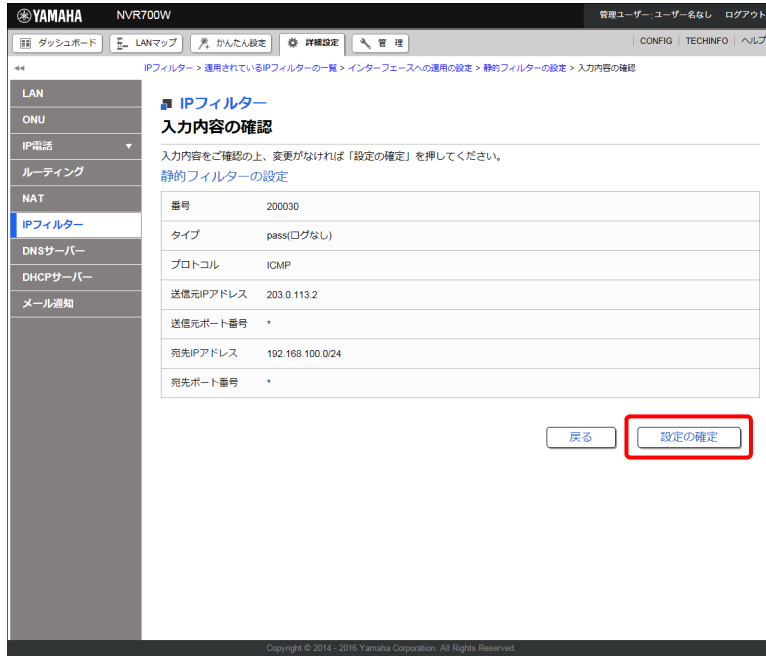 YAMAHA NVR700W 管理ユーザー:ユーザー名なし ログアウト
ダッシュボード LANマップ かんたん設定 詳細設定 管理 CONFIG | TECHINFO | ヘルプ
IPフィルター > 適用されているIPフィルターの一覧 > インターフェースへの適用の設定 > 静的フィルターの設定 > 入力内容の確認
LAN
ONU
IP電話
ルーティング
NAT
IPフィルター
DNSサーバー
DHCPサーバー
メール通知
IPフィルター
入力内容の確認
入力内容をご確認の上、変更がなければ「設定の確定」を押してください。
静的フィルターの設定
番号 200030
タイプ pass(ログなし)
プロトコル ICMP
送信元IPアドレス 203.0.113.2
送信元ポート番号 *
宛先IPアドレス 192.168.100.0/24
宛先ポート番号 *
戻る 設定の確定
Copyright © 2014 - 2016 Yamaha Corporation. All Rights Reserved.